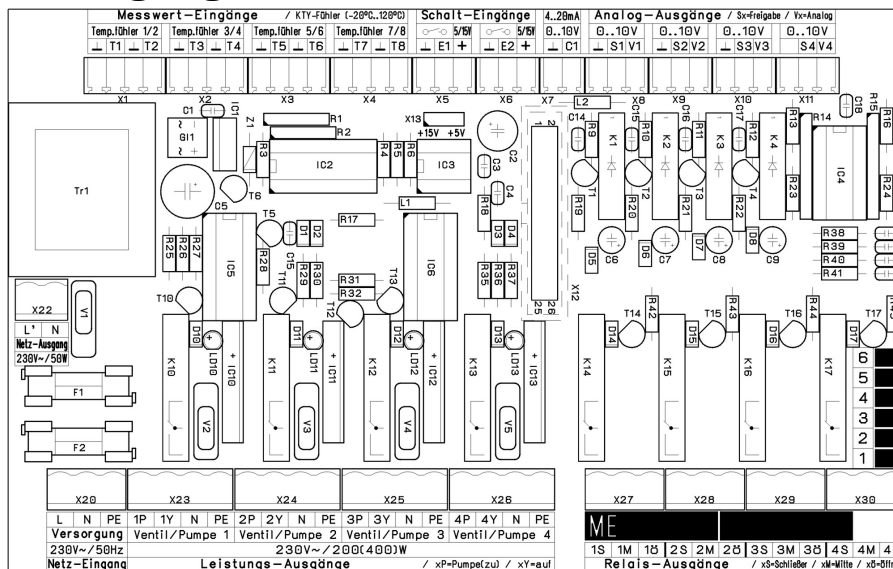 Messwert-Eingänge / KTY-Fühler (-20°C..120°C) Schalt-Eingänge 4..20mA Analog-Ausgänge / Sx=Freigabe / Vx=Analog
Temp.fühler 1/2 Temp.fühler 3/4 Temp.fühler 5/6 Temp.fühler 7/8 5/15V 5/15V 0..10V 0..10V 0..10V 0..10V 0..10V
⊥ T1 ⊥ T2 ⊥ T3 ⊥ T4 ⊥ T5 ⊥ T6 ⊥ T7 ⊥ T8 ⊥ E1 + ⊥ E2 + ⊥ C1 ⊥ S1 V1 ⊥ S2 V2 ⊥ S3 V3 S4 V4
X1 X2 X3 X4 X5 X6 X7 X8 X9 X10 X11
C1 IC1 Z1 R1 X13 L2 C14 C15 C16 C17 C18 R15
GI1 R2 +15V +5V C2 1 2 R9 K1 R10 K2 R11 K3 R12 K4 R13 R14 R16
R3 IC2 R4 R5 R6 IC3 C3 IC4
Tr1 T6 C4 T1 T2 T3 T4 R23 R24
C5 L1 R18 R19 R20 R21 R22
T5 D1 D2 R17 D3 D4 R38
R25 R26 R27 IC5 R28 C15 IC6 C6 C7 C8 C9 R39
D5 D6 D7 D8 R40
R29 R30 R31 T13 R35 R36 R37 R41
X22 V1 T10 T11 R32 T12 25 26 X12
L' N T14 R42 T15 R43 T16 R44 T17
Netz-Ausgang D10 D11 D12 D13 D14 D15 D16 D17
230V~/50W LD10 LD11 LD12 LD13 6
K10 + IC10 K11 + IC11 K12 + IC12 K13 + IC13 K14 K15 K16 K17 5
F1 4
V2 V3 V4 V5 3
F2 2
1
X20 X23 X24 X25 X26 X27 X28 X29 X30
L N PE 1P 1Y N PE 2P 2Y N PE 3P 3Y N PE 4P 4Y N PE ME
Versorgung Ventil/Pumpe 1 Ventil/Pumpe 2 Ventil/Pumpe 3 Ventil/Pumpe 4
230V~/50Hz 230V~/200(400)W 1S 1M 1Ö 2S 2M 2Ö 3S 3M 3Ö 4S 4M
Netz-Eingang Leistungs-Ausgänge / xP=Pumpe(zu) / xY=auf Relais-Ausgänge / xS=Schließer / xM=Mitte